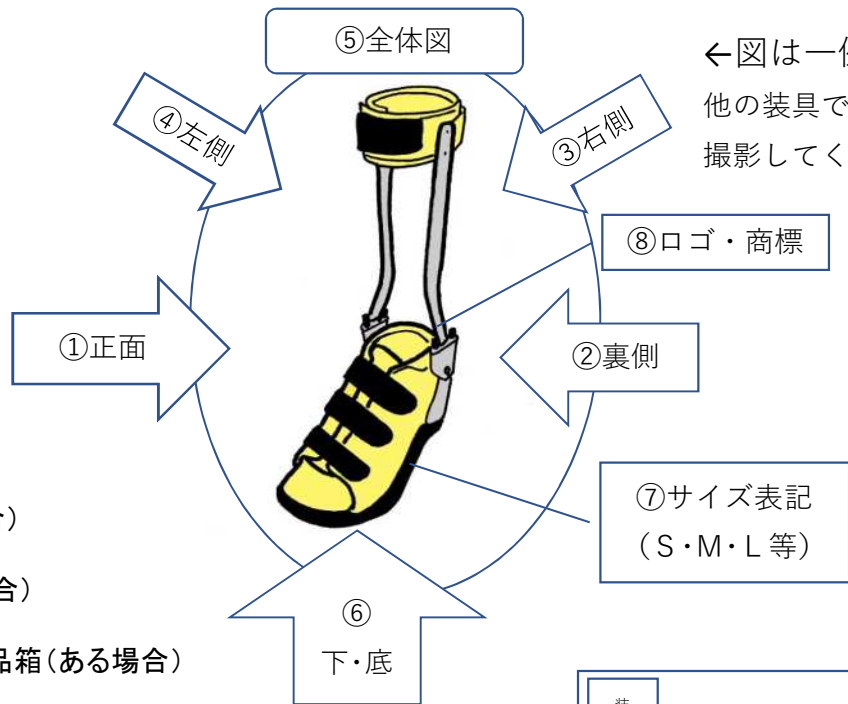 ⑤全体図
←図は一
他の装具で
撮影してく
④左側
③右側
⑧ロゴ・商標
①正面
②裏側
⑦サイズ表記
（S・M・L 等）
合）
品箱（ある場合）
⑥
下・底
装